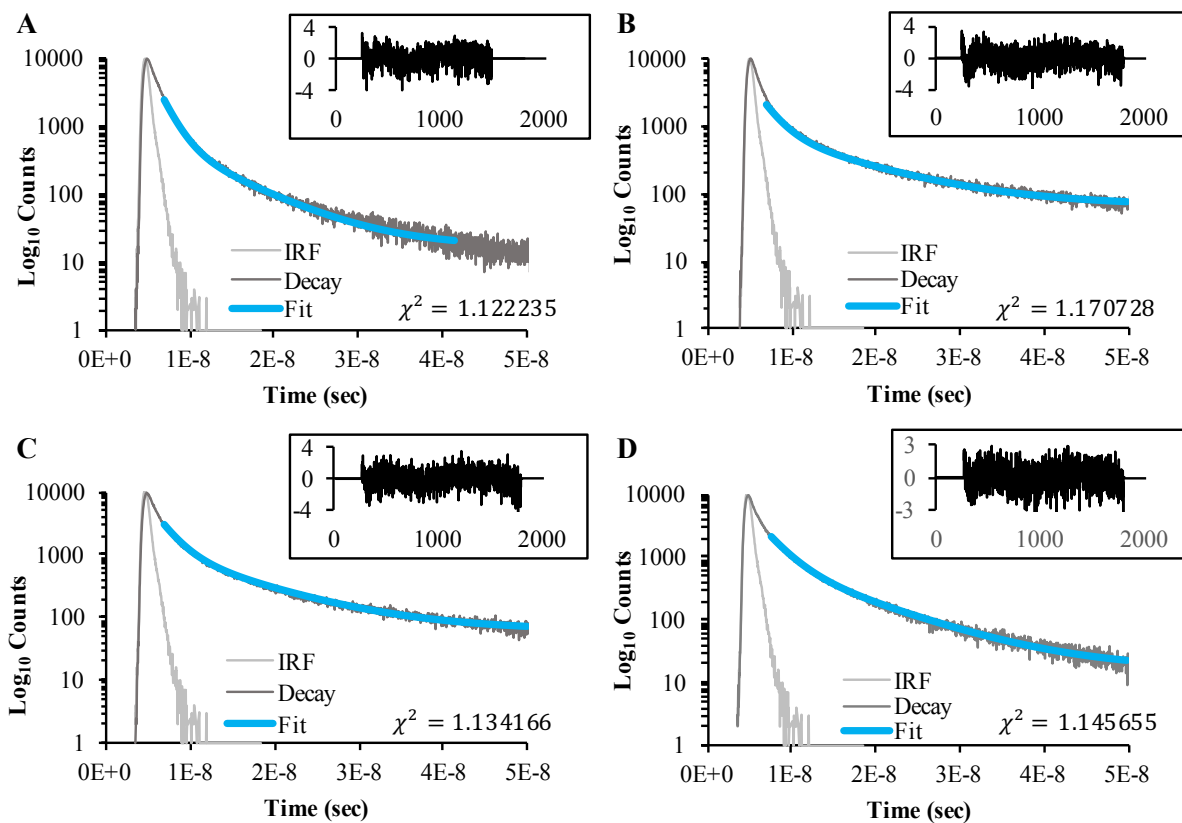 A
4
0
-4
0
1000
2000
10000
1000
100
10
1
Log10 Counts
IRF
Decay
Fit
χ² = 1.122235
0E+0
1E-8
2E-8
3E-8
4E-8
5E-8
Time (sec)
B
4
0
-4
0
1000
2000
10000
1000
100
10
1
Log10 Counts
IRF
Decay
Fit
χ² = 1.170728
0E+0
1E-8
2E-8
3E-8
4E-8
5E-8
Time (sec)
C
4
0
-4
0
1000
2000
10000
1000
100
10
1
Log10 Counts
IRF
Decay
Fit
χ² = 1.134166
0E+0
1E-8
2E-8
3E-8
4E-8
5E-8
Time (sec)
D
3
0
-3
0
1000
2000
10000
1000
100
10
1
Log10 Counts
IRF
Decay
Fit
χ² = 1.145655
0E+0
1E-8
2E-8
3E-8
4E-8
5E-8
Time (sec)